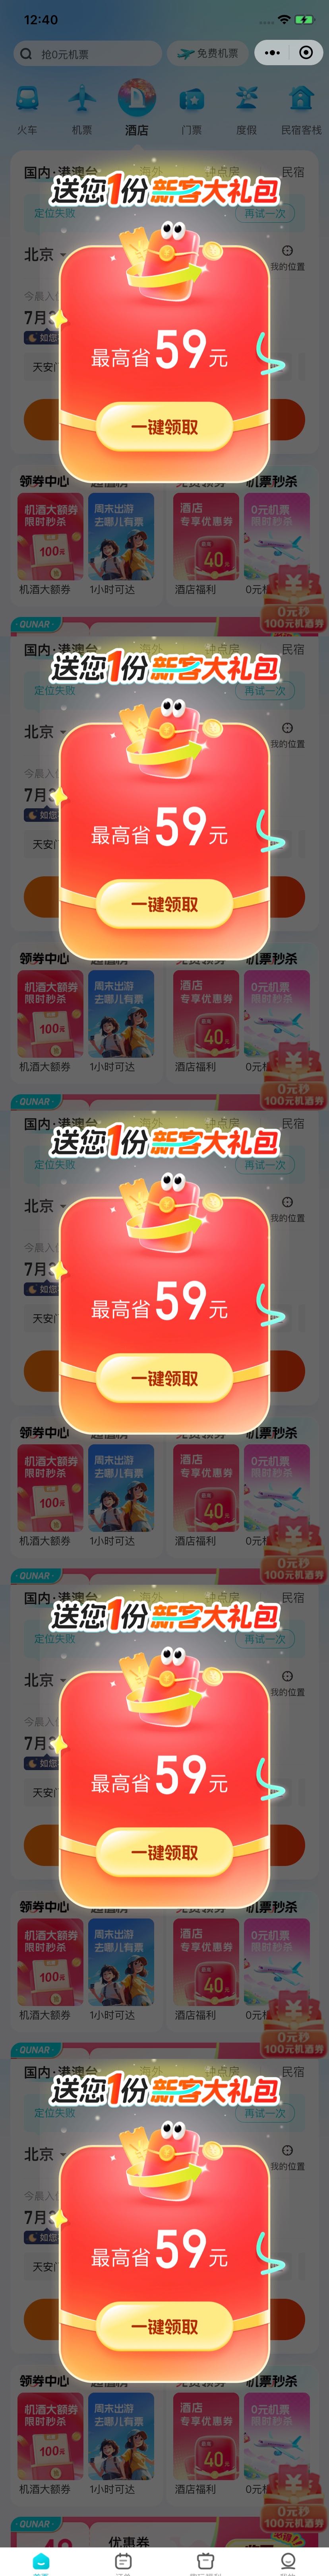 12:40
抢0元机票
免费机票
火车
机票
酒店
门票
度假
民宿客栈
国内·港澳台
海外
民宿
送您1份新客大礼包
定位失败
再试一次
北京
我的位置
7月
最高省59元
天安门
一键领取
领券中心
机票秒杀
机酒大额券
限时秒杀
100元
周末出游
去哪儿有票
酒店
专享优惠券
40
0元机票
限时秒杀
机酒大额券
1小时可达
酒店福利
0元秒
100元机酒券
QUNAR
国内·港澳台
海外
民宿
送您1份新客大礼包
定位失败
再试一次
北京
我的位置
7月
最高省59元
天安门
一键领取
领券中心
机票秒杀
机酒大额券
限时秒杀
100元
周末出游
去哪儿有票
酒店
专享优惠券
40
0元机票
限时秒杀
机酒大额券
1小时可达
酒店福利
0元秒
100元机酒券
QUNAR
国内·港澳台
海外
民宿
送您1份新客大礼包
定位失败
再试一次
北京
我的位置
7月
最高省59元
天安门
一键领取
领券中心
机票秒杀
机酒大额券
限时秒杀
100元
周末出游
去哪儿有票
酒店
专享优惠券
40
0元机票
限时秒杀
机酒大额券
1小时可达
酒店福利
0元秒
100元机酒券
QUNAR
国内·港澳台
海外
民宿
送您1份新客大礼包
定位失败
再试一次
北京
我的位置
7月
最高省59元
天安门
一键领取
领券中心
机票秒杀
机酒大额券
限时秒杀
100元
周末出游
去哪儿有票
酒店
专享优惠券
40
0元机票
限时秒杀
机酒大额券
1小时可达
酒店福利
0元秒
100元机酒券
QUNAR
国内·港澳台
海外
民宿
送您1份新客大礼包
定位失败
再试一次
北京
我的位置
7月
最高省59元
天安门
一键领取
领券中心
机票秒杀
机酒大额券
限时秒杀
100元
周末出游
去哪儿有票
酒店
专享优惠券
40
0元机票
限时秒杀
机酒大额券
1小时可达
酒店福利
0元秒
100元机酒券
QUNAR
优惠券